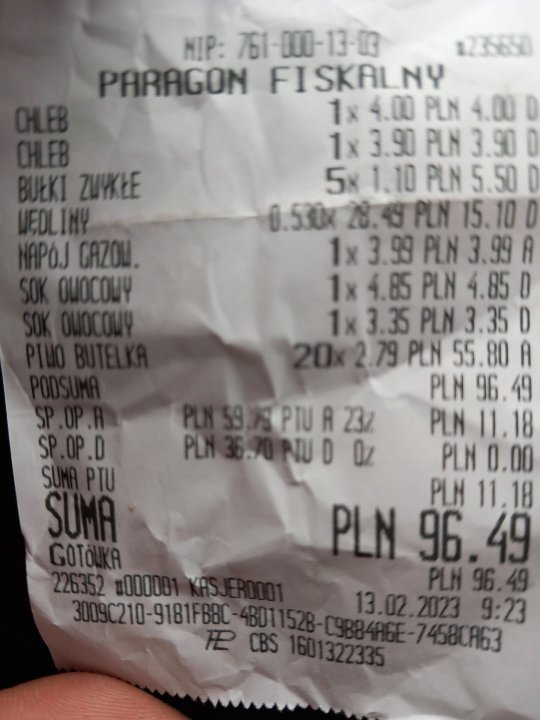 NIP: 761-000-13-03 #235650
PARAGON FISKALNY
CHLEB 1x 4.00 PLN 4.00 D
CHLEB 1x 3.90 PLN 3.90 D
BUŁKI ZWYKŁE 5x 1.10 PLN 5.50 D
WĘDLINY 0.530x 28.49 PLN 15.10 D
NAPÓJ GAZOW. 1x 3.99 PLN 3.99 A
SOK OWOCOWY 1x 4.85 PLN 4.85 D
SOK OWOCOWY 1x 3.35 PLN 3.35 D
PIWO BUTELKA 20x 2.79 PLN 55.80 A
PODSUMA PLN 96.49
SP.OP.A PLN 59.79 PTU A 23% PLN 11.18
SP.OP.D PLN 36.70 PTU D 0% PLN 0.00
SUMA PTU PLN 11.18
SUMA PLN 96.49
GOTÓWKA PLN 96.49
226352 #000001 KASJER0001 13.02.2023 9:23
3009C210-9181FB8C-4BD1152B-C9B84A6E-7458CA63
CBS 1601322335